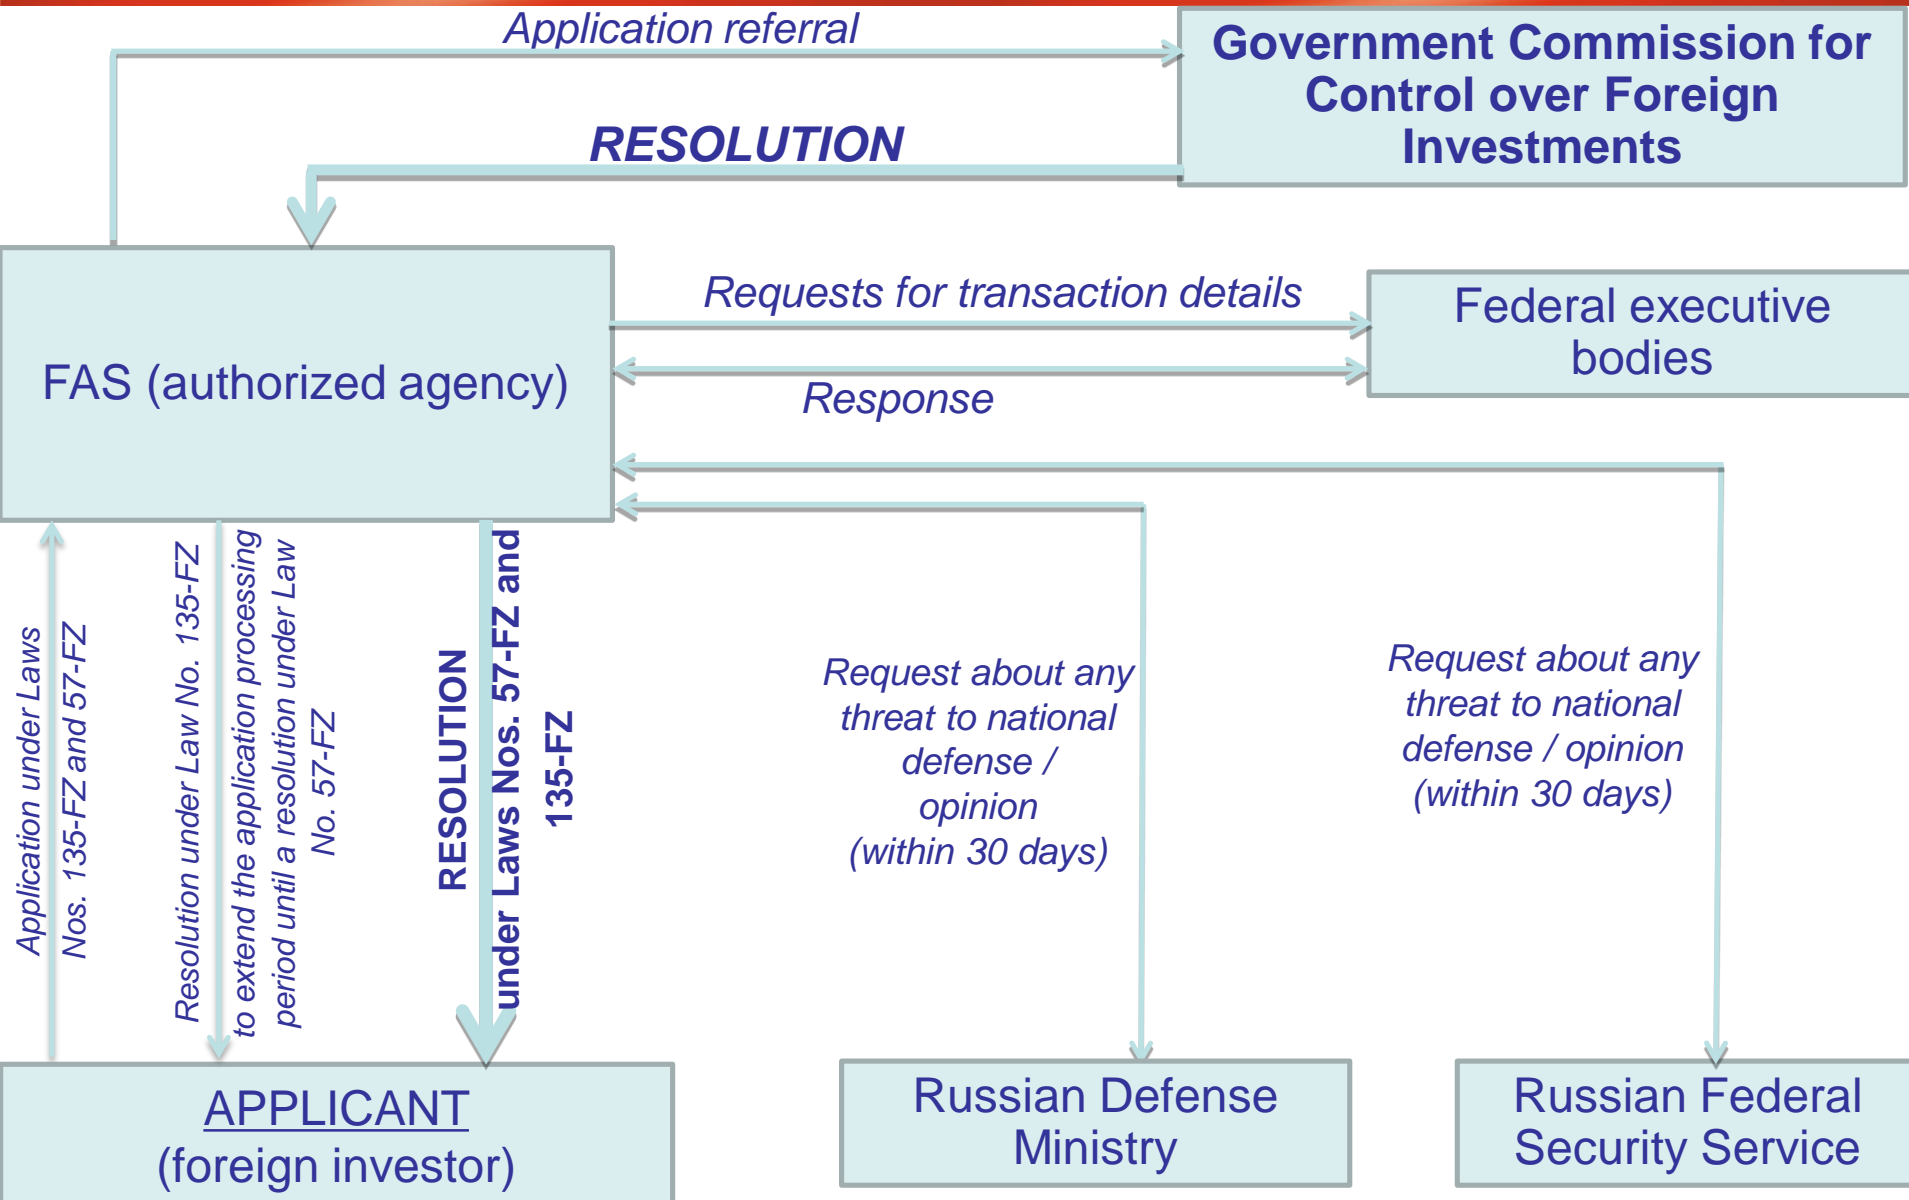 Application referral
Government Commission for
Control over Foreign
Investments
RESOLUTION
FAS (authorized agency)
Requests for transaction details
Response
Federal executive
bodies
Application under Laws
Nos. 135-FZ and 57-FZ
Resolution under Law No. 135-FZ
to extend the application processing
period until a resolution under Law
No. 57-FZ
RESOLUTION
under Laws Nos. 57-FZ and
135-FZ
Request about any
threat to national
defense /
opinion
(within 30 days)
Request about any
threat to national
defense / opinion
(within 30 days)
APPLICANT
(foreign investor)
Russian Defense
Ministry
Russian Federal
Security Service